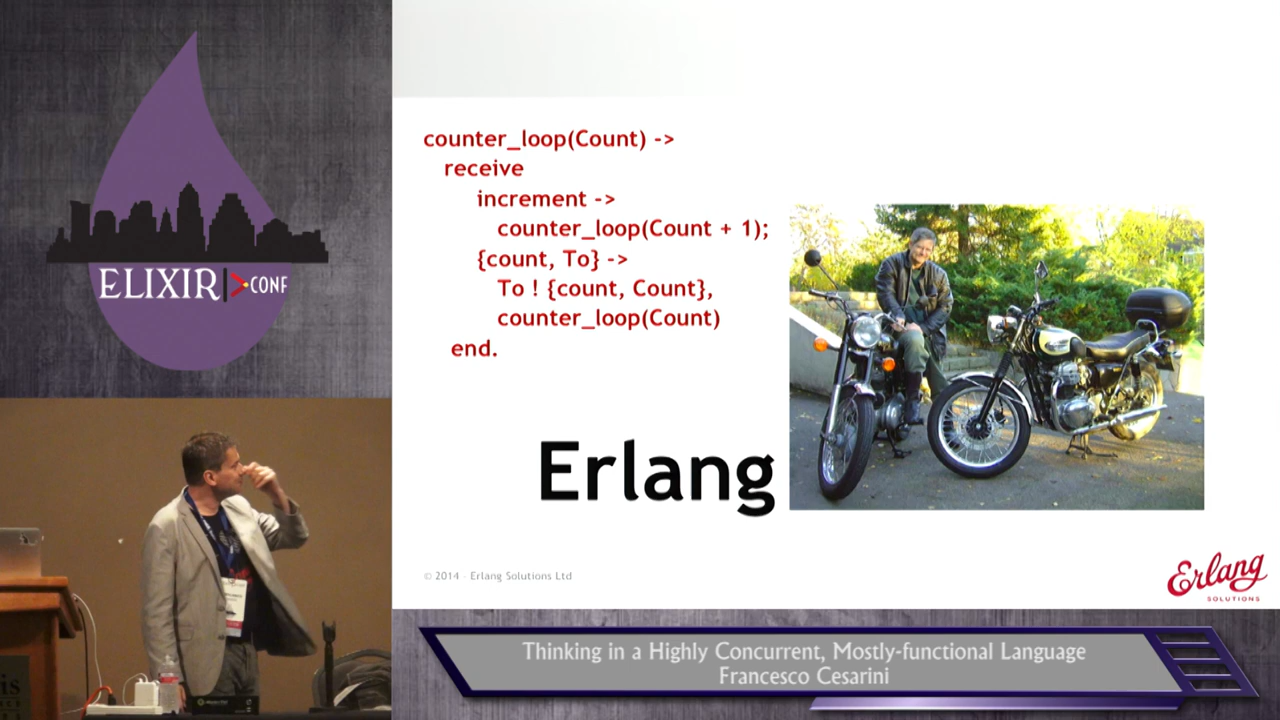 ELIXIR CONF
counter_loop(Count) ->
receive
increment ->
counter_loop(Count + 1);
{count, To} ->
To ! {count, Count},
counter_loop(Count)
end.
Erlang
© 2014 - Erlang Solutions Ltd
Erlang
SOLUTIONS
Thinking in a Highly Concurrent, Mostly-functional Language
Francesco Cesarini